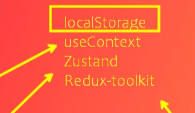 localStorage
useContext
Zustand
Redux-toolkit